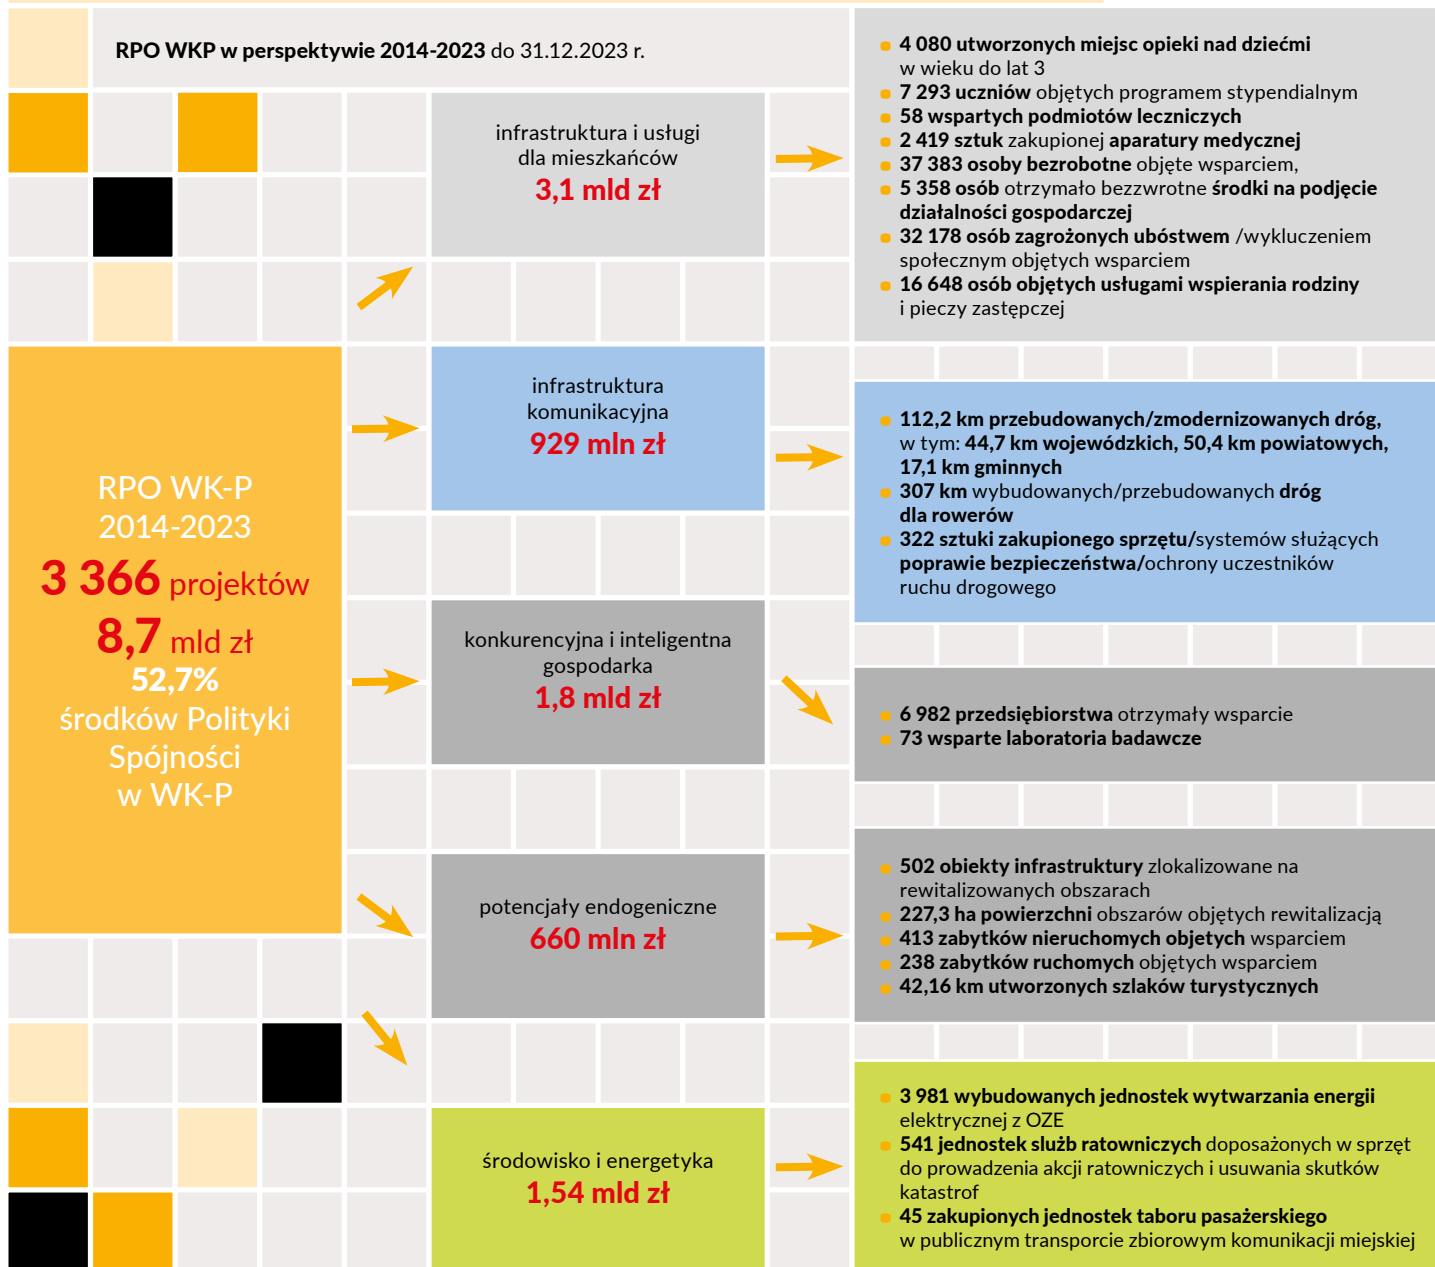 RPO WKP w perspektywie 2014-2023 do 31.12.2023 r.
infrastruktura i usługi
dla mieszkańców
3,1 mld zł
4 080 utworzonych miejsc opieki nad dziećmi
w wieku do lat 3
7 293 uczniów objętych programem stypendialnym
58 wspartych podmiotów leczniczych
2 419 sztuk zakupionej aparatury medycznej
37 383 osoby bezrobotne objęte wsparciem,
5 358 osób otrzymało bezzwrotne środki na podjęcie
działalności gospodarczej
32 178 osób zagrożonych ubóstwem /wykluczeniem
społecznym objętych wsparciem
16 648 osób objętych usługami wspierania rodziny
i pieczy zastępczej
RPO WK-P
2014-2023
3 366 projektów
8,7 mld zł
52,7%
środków Polityki
Spójności
w WK-P
infrastruktura
komunikacyjna
929 mln zł
112,2 km przebudowanych/zmodernizowanych dróg,
w tym: 44,7 km wojewódzkich, 50,4 km powiatowych,
17,1 km gminnych
307 km wybudowanych/przebudowanych dróg
dla rowerów
322 sztuki zakupionego sprzętu/systemów służących
poprawie bezpieczeństwa/ochrony uczestników
ruchu drogowego
konkurencyjna i inteligentna
gospodarka
1,8 mld zł
6 982 przedsiębiorstwa otrzymały wsparcie
73 wsparte laboratoria badawcze
potencjały endogeniczne
660 mln zł
502 obiekty infrastruktury zlokalizowane na
rewitalizowanych obszarach
227,3 ha powierzchni obszarów objętych rewitalizacją
413 zabytków nieruchomych objetych wsparciem
238 zabytków ruchomych objętych wsparciem
42,16 km utworzonych szlaków turystycznych
środowisko i energetyka
1,54 mld zł
3 981 wybudowanych jednostek wytwarzania energii
elektrycznej z OZE
541 jednostek slużb ratowniczych doposażonych w sprzęt
do prowadzenia akcji ratowniczych i usuwania skutków
katastrof
45 zakupionych jednostek taboru pasażerskiego
w publicznym transporcie zbiorowym komunikacji miejskiej